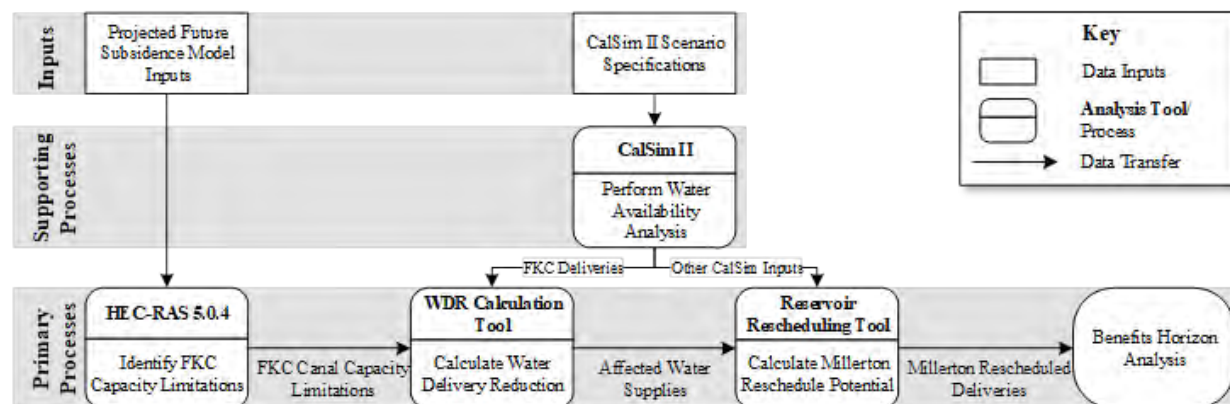 Inputs
Projected Future
Subsidence Model
Inputs
CalSim II Scenario
Specifications
Key
Data Inputs
Analysis Tool/
Process
Data Transfer
Supporting
Processes
CalSim II
Perform Water
Availability
Analysis
FKC Deliveries
Other CalSim Inputs
Primary
Processes
HEC-RAS 5.0.4
Identify FKC
Capacity Limitations
FKC Canal Capacity
Limitations
WDR Calculation
Tool
Calculate Water
Delivery Reduction
Affected Water
Supplies
Reservoir
Rescheduling Tool
Calculate Millerton
Reschedule Potential
Millerton Rescheduled
Deliveries
Benefits Horizon
Analysis